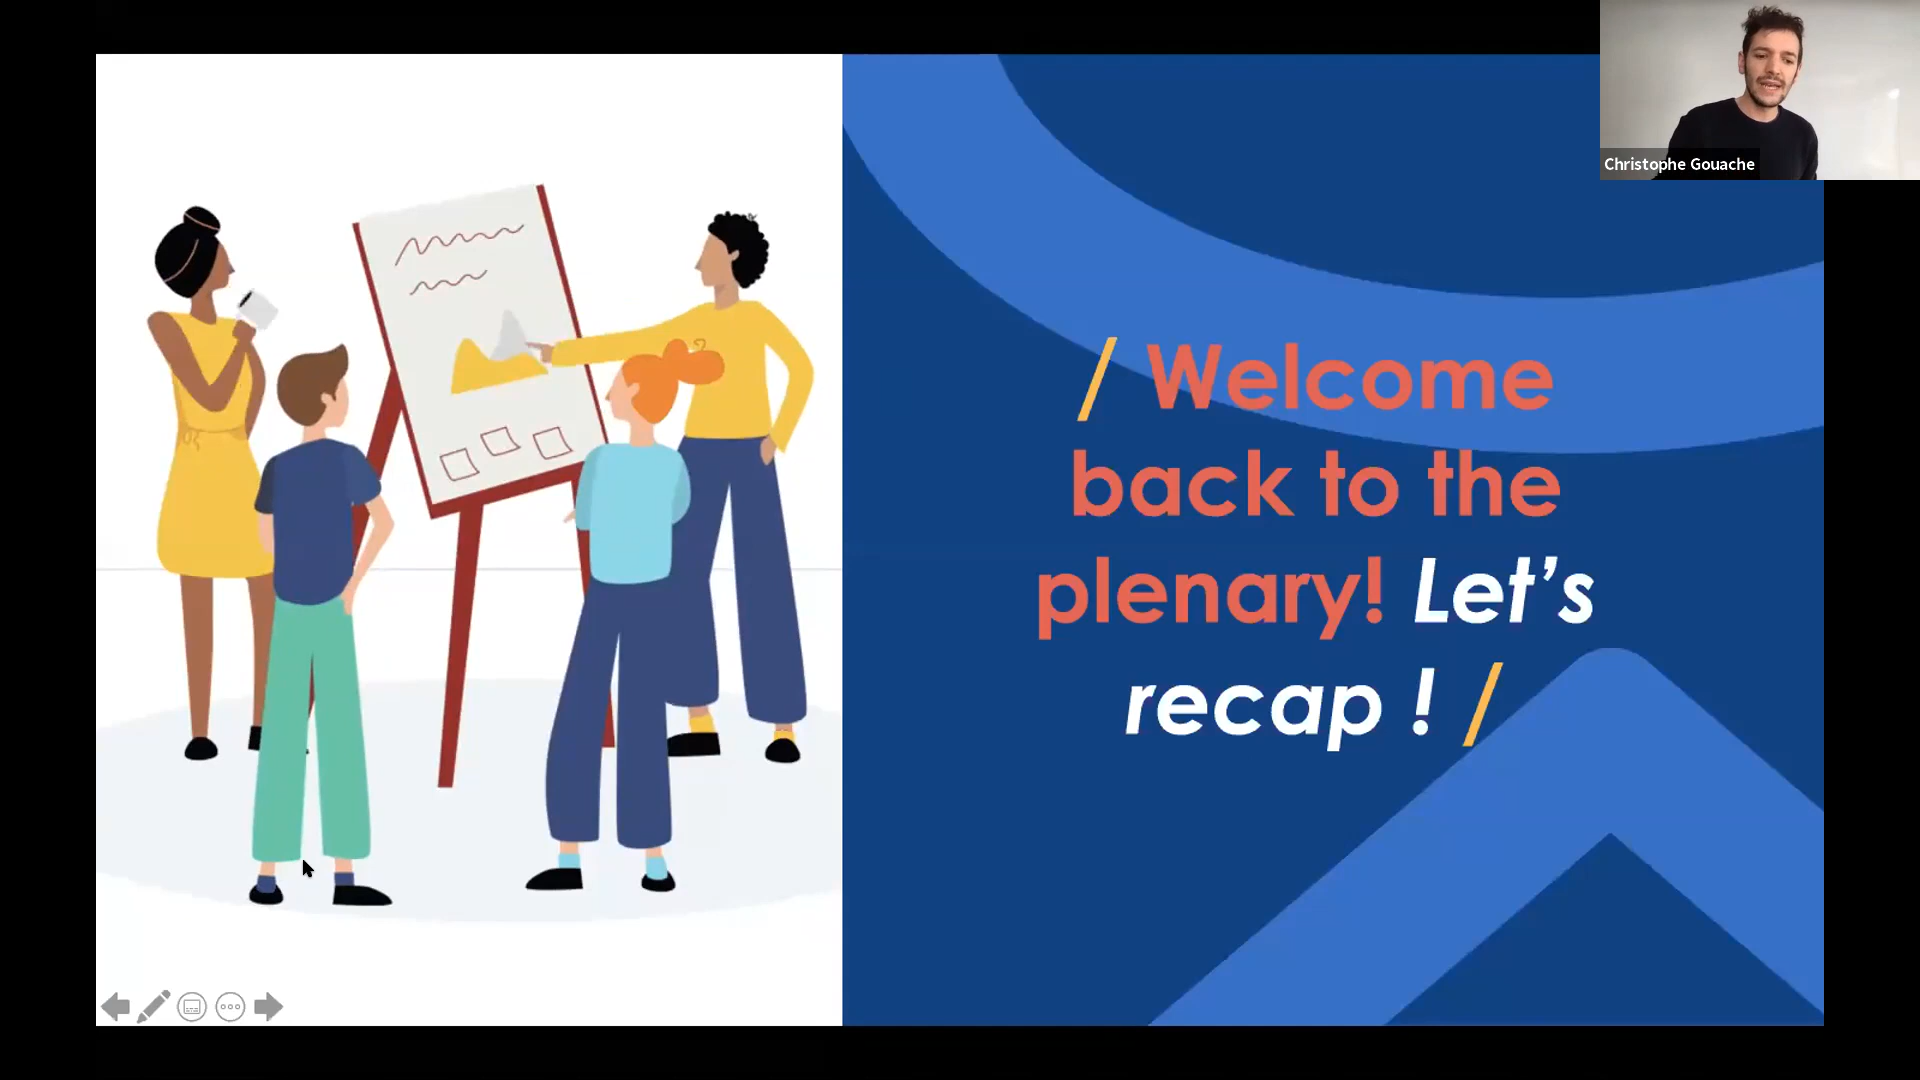 Christophe Gouache
/ Welcome
back to the
plenary! Let’s
recap ! /